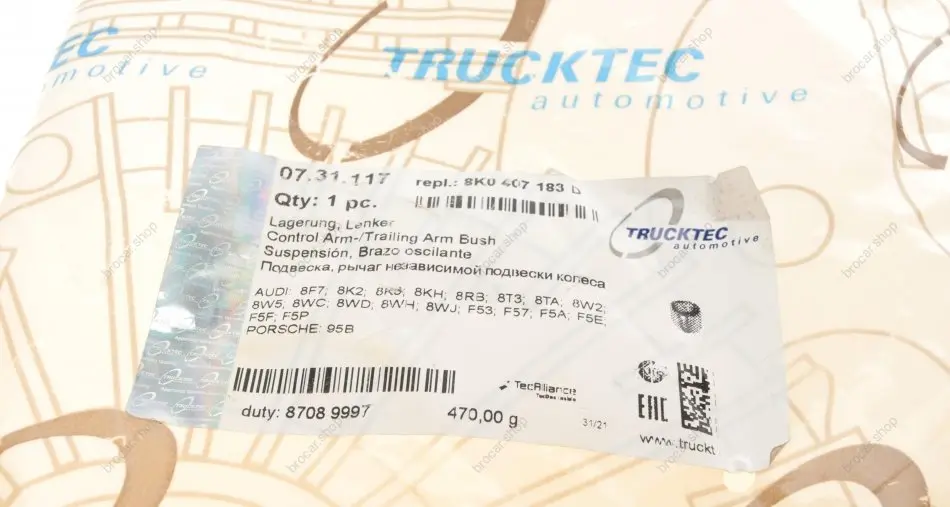 TRUCKTEC
automotive
07.31.117 repl.: 8K0 407 183 D
Qty: 1 pc.
Lagerung, Lenker
Control Arm-/Trailing Arm Bush
Suspensión, Brazo oscilante
Подвеска, рычаг независимой подвески колеса
TRUCKTEC
automotive
AUDI: 8F7; 8K2; 8K5; 8KH; 8RB; 8T3; 8TA; 8W2;
8W5; 8WC; 8WD; 8WH; 8WJ; F53; F57; F5A; F5E;
F5F; F5P
PORSCHE: 95B
TecAlliance
duty: 8708 9997 470,00 g
31/21
EAC
www.truckt
brocar.shop